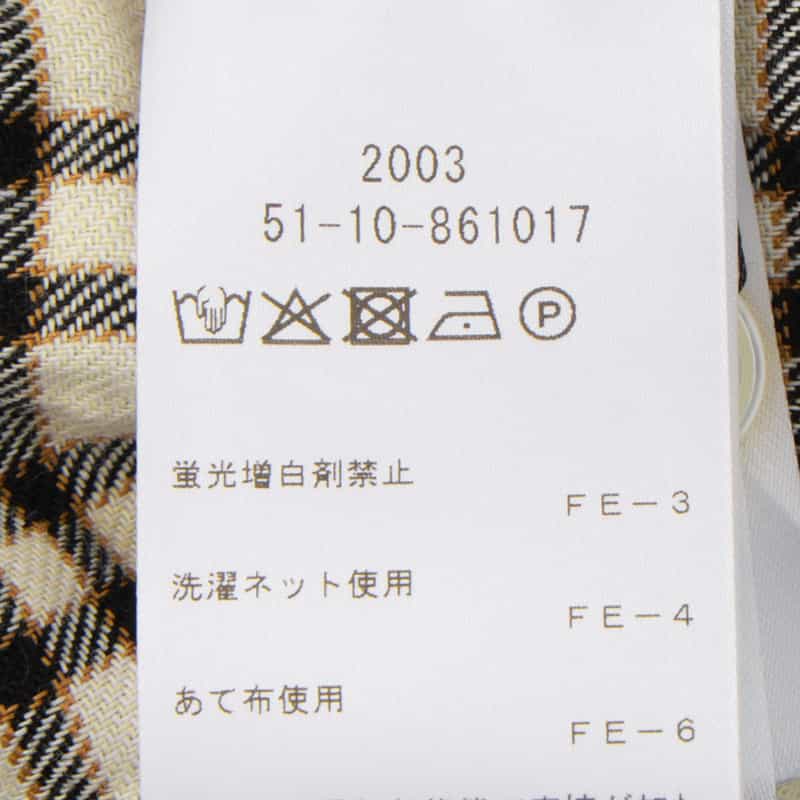 2003
51-10-861017
P
蛍光増白剤禁止
FE-3
洗濯ネット使用
FE-4
あて布使用
FE-6